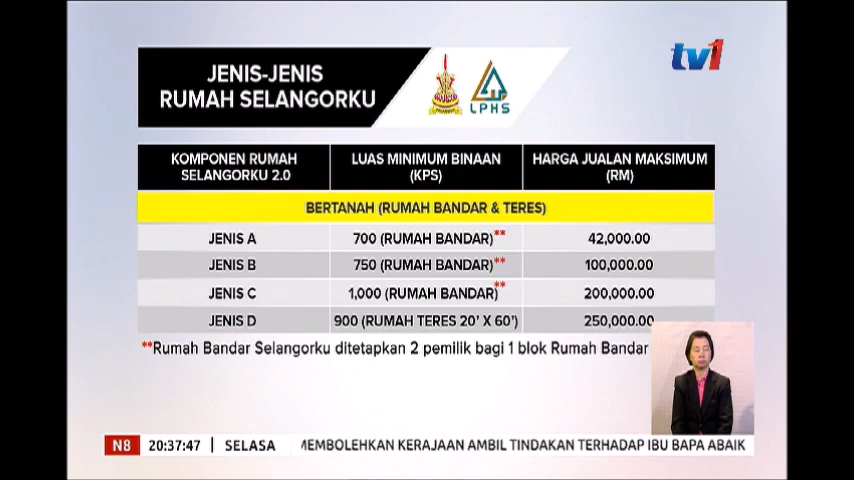 JENIS-JENIS
RUMAH SELANGORKU
LPHS
tv1
KOMPONEN RUMAH SELANGORKU 2.0 LUAS MINIMUM BINAAN (KPS) HARGA JUALAN MAKSIMUM (RM)
BERTANAH (RUMAH BANDAR & TERES)
JENIS A 700 (RUMAH BANDAR)** 42,000.00
JENIS B 750 (RUMAH BANDAR)** 100,000.00
JENIS C 1,000 (RUMAH BANDAR)** 200,000.00
JENIS D 900 (RUMAH TERES 20' X 60') 250,000.00
**Rumah Bandar Selangorku ditetapkan 2 pemilik bagi 1 blok Rumah Bandar
N8 20:37:47 SELASA MEMBOLEHKAN KERAJAAN AMBIL TINDAKAN TERHADAP IBU BAPA ABAIK